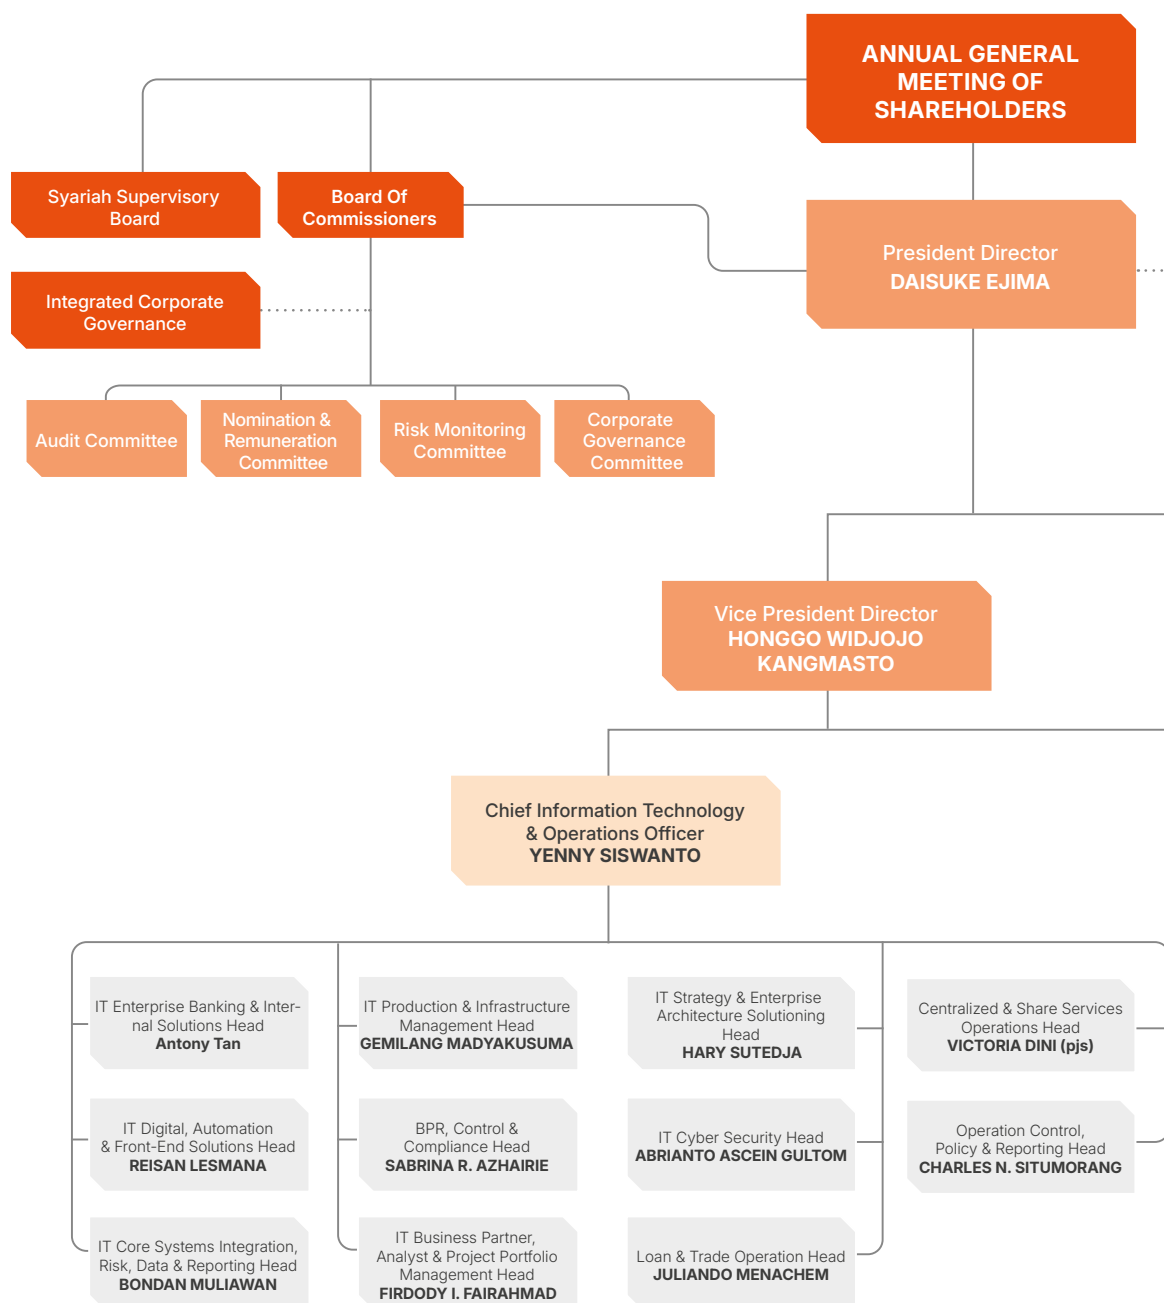 ANNUAL GENERAL
MEETING OF
SHAREHOLDERS
Syariah Supervisory
Board
Board Of
Commissioners
President Director
DAISUKE EJIMA
Integrated Corporate
Governance
Audit Committee
Nomination &
Remuneration
Committee
Risk Monitoring
Committee
Corporate
Governance
Committee
Vice President Director
HONGGO WIDJOJO
KANGMASTO
Chief Information Technology
& Operations Officer
YENNY SISWANTO
IT Enterprise Banking & Inter-
nal Solutions Head
Antony Tan
IT Production & Infrastructure
Management Head
GEMILANG MADYAKUSUMA
IT Strategy & Enterprise
Architecture Solutioning
Head
HARY SUTEDJA
Centralized & Share Services
Operations Head
VICTORIA DINI (pjs)
IT Digital, Automation
& Front-End Solutions Head
REISAN LESMANA
BPR, Control &
Compliance Head
SABRINA R. AZHAIRIE
IT Cyber Security Head
ABRIANTO ASCEIN GULTOM
Operation Control,
Policy & Reporting Head
CHARLES N. SITUMORANG
IT Core Systems Integration,
Risk, Data & Reporting Head
BONDAN MULIAWAN
IT Business Partner,
Analyst & Project Portfolio
Management Head
FIRDODY I. FAIRAHMAD
Loan & Trade Operation Head
JULIANDO MENACHEM